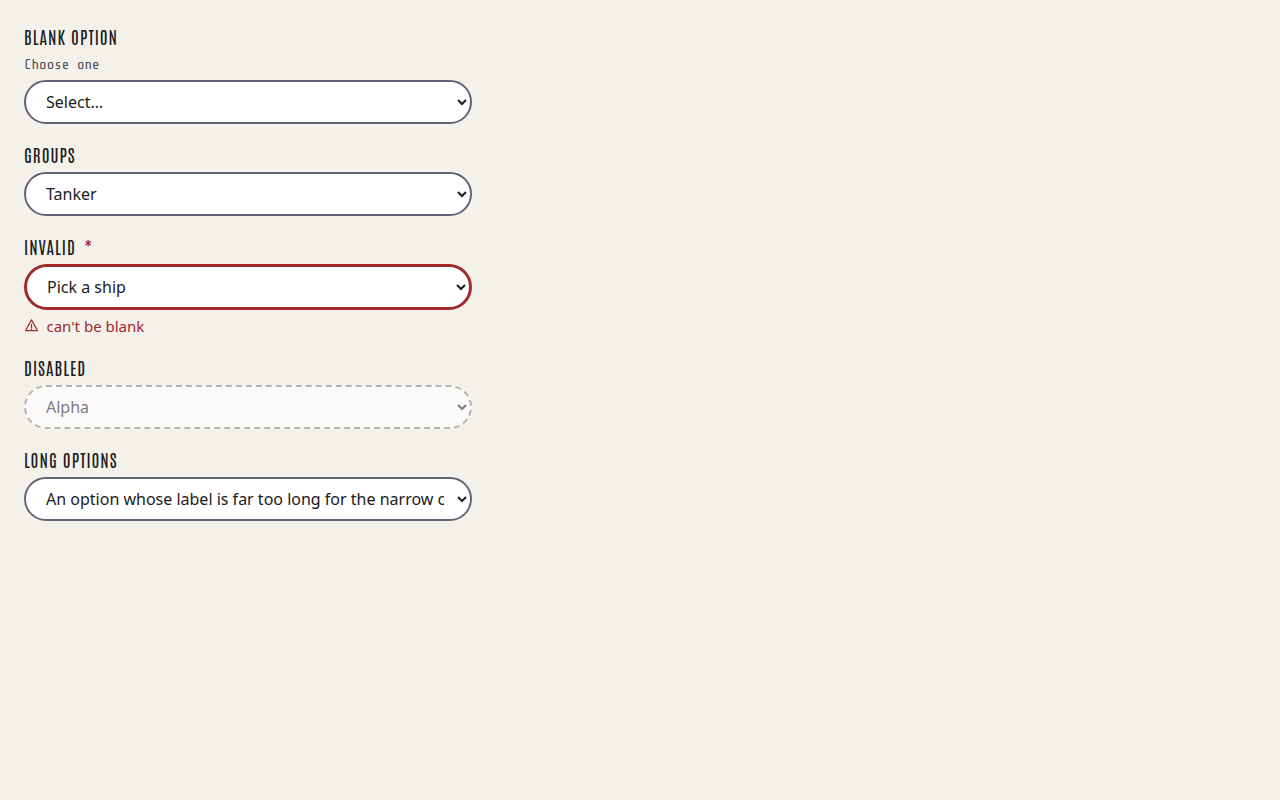 BLANK OPTION
Choose one
Select...
GROUPS
Tanker
INVALID *
Pick a ship
can't be blank
DISABLED
Alpha
LONG OPTIONS
An option whose label is far too long for the narrow